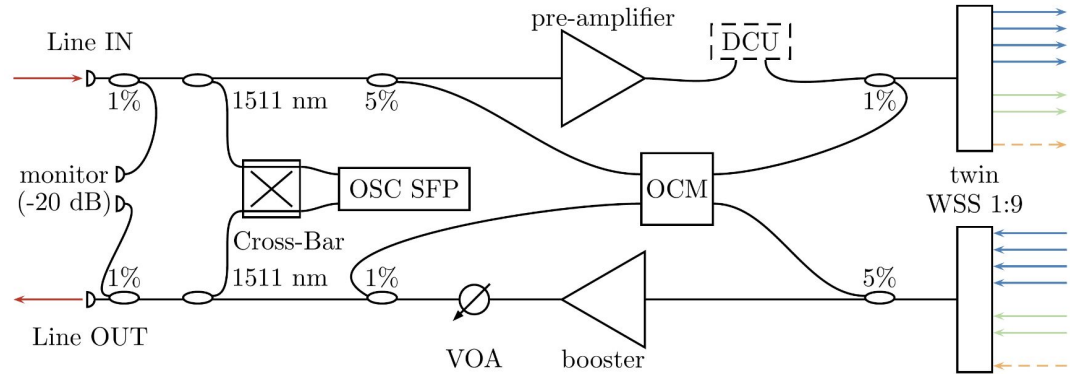 pre-amplifier
Line IN
DCU
1%
1511 nm
5%
1%
monitor
(-20 dB)
OSC SFP
OCM
twin
WSS 1:9
Cross-Bar
1%
1511 nm
1%
5%
Line OUT
VOA
booster